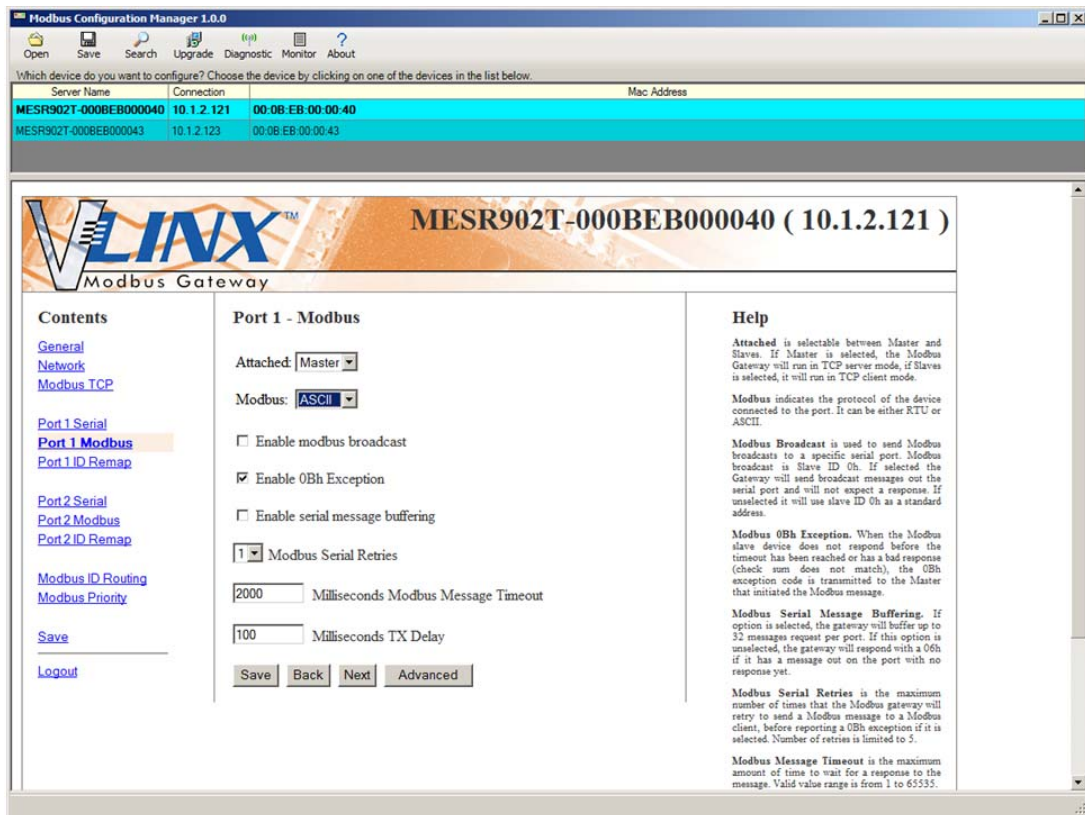 Modbus Configuration Manager 1.0.0
Open Save Search Upgrade Diagnostic Monitor About
Which device do you want to configure? Choose the device by clicking on one of the devices in the list below.
Server Name Connection Mac Address
MESR902T-000BEB000040 10.1.2.121 00:0B:EB:00:00:40
MESR902T-000BEB000043 10.1.2.123 00:0B:EB:00:00:43
VLINX™
Modbus Gateway
MESR902T-000BEB000040 ( 10.1.2.121 )
Contents
General
Network
Modbus TCP
Port 1 Serial
Port 1 Modbus
Port 1 ID Remap
Port 2 Serial
Port 2 Modbus
Port 2 ID Remap
Modbus ID Routing
Modbus Priority
Save
Logout
Port 1 - Modbus
Attached: Master
Modbus: ASCII
Enable modbus broadcast
Enable 0Bh Exception
Enable serial message buffering
1 Modbus Serial Retries
2000 Milliseconds Modbus Message Timeout
100 Milliseconds TX Delay
Save Back Next Advanced
Help
Attached is selectable between Master and
Slaves. If Master is selected, the Modbus
Gateway will run in TCP server mode, if Slaves
is selected, it will run in TCP client mode.
Modbus indicates the protocol of the device
connected to the port. It can be either RTU or
ASCII.
Modbus Broadcast is used to send Modbus
broadcasts to a specific serial port. Modbus
broadcast is Slave ID 0h. If selected the
Gateway will send broadcast messages out the
serial port and will not expect a response. If
unselected it will use slave ID 0h as a standard
address.
Modbus 0Bh Exception. When the Modbus
slave device does not respond before the
timeout has been reached or has a bad response
(check sum does not match), the 0Bh
exception code is transmitted to the Master
that initiated the Modbus message.
Modbus Serial Message Buffering. If
option is selected, the gateway will buffer up to
32 messages request per port. If this option is
unselected, the gateway will respond with a 06h
if it has a message out on the port with no
response yet.
Modbus Serial Retries is the maximum
number of times that the Modbus gateway will
retry to send a Modbus message to a Modbus
client, before reporting a 0Bh exception if it is
selected. Number of retries is limited to 5.
Modbus Message Timeout is the maximum
amount of time to wait for a response to the
message. Valid value range is from 1 to 65535.